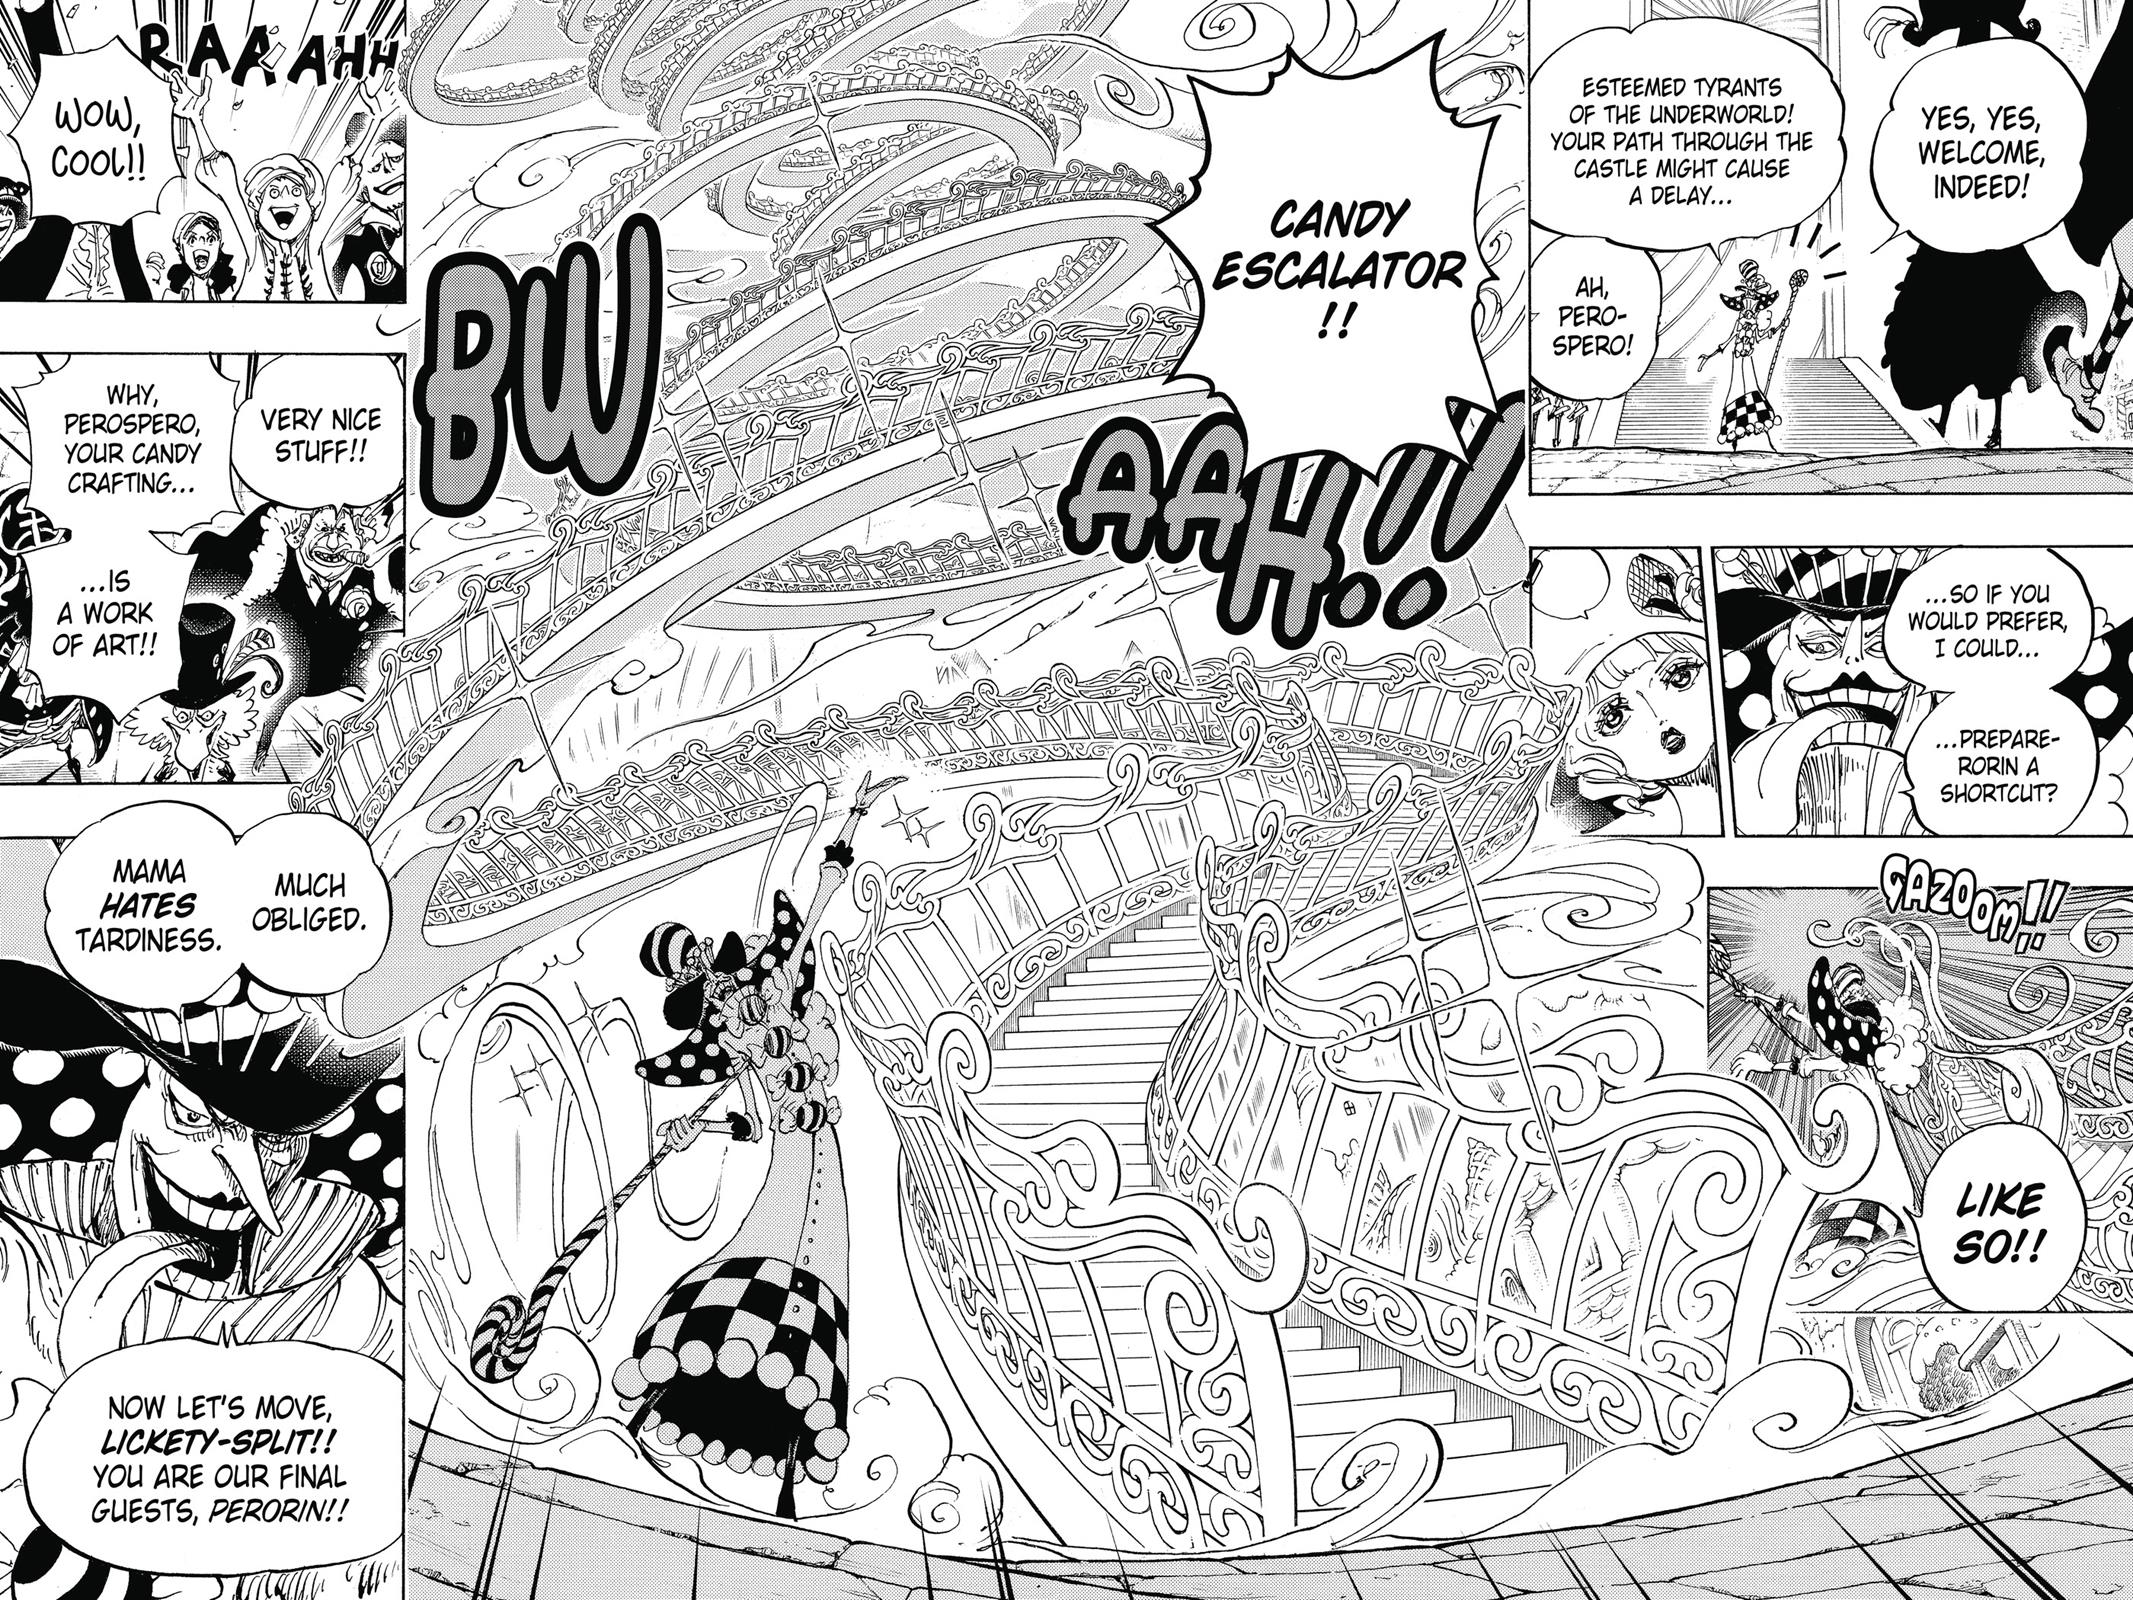 YES, YES,
WELCOME,
INDEED!
ESTEEMED TYRANTS
OF THE UNDERWORLD!
YOUR PATH THROUGH THE
CASTLE MIGHT CAUSE
A DELAY...
AH,
PERO-
SPERO!
...SO IF YOU
WOULD PREFER,
I COULD...
...PREPARE-
RORIN A
SHORTCUT?
GAZOOM!!
LIKE
SO!!
CANDY
ESCALATOR
!!
BW
AAH!!
RAAAHH
WOW,
COOL!!
VERY NICE
STUFF!!
WHY,
PEROSPERO,
YOUR CANDY
CRAFTING...
...IS
A WORK
OF ART!!
MUCH
OBLIGED.
MAMA
HATES
TARDINESS.
NOW LET'S MOVE,
LICKETY-SPLIT!!
YOU ARE OUR FINAL
GUESTS, PERORIN!!